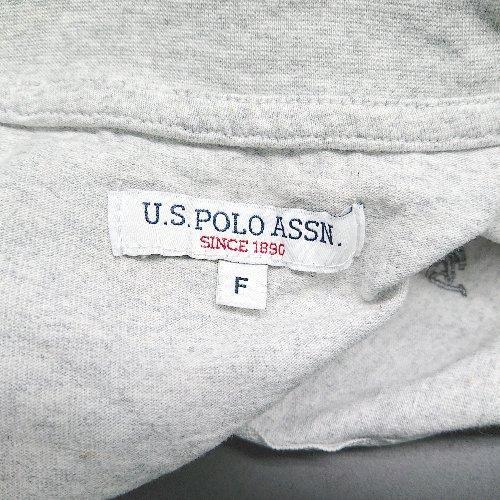 U.S. POLO ASSN.
SINCE 1890
F